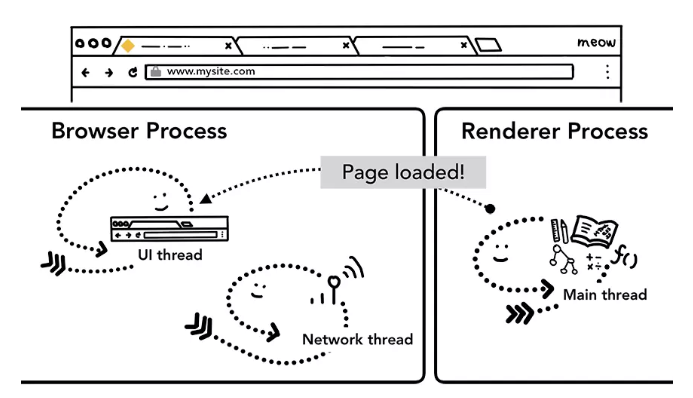 meow
www.mysite.com
Browser Process
Renderer Process
Page loaded!
UI thread
Network thread
f()
+-
×÷
Main thread